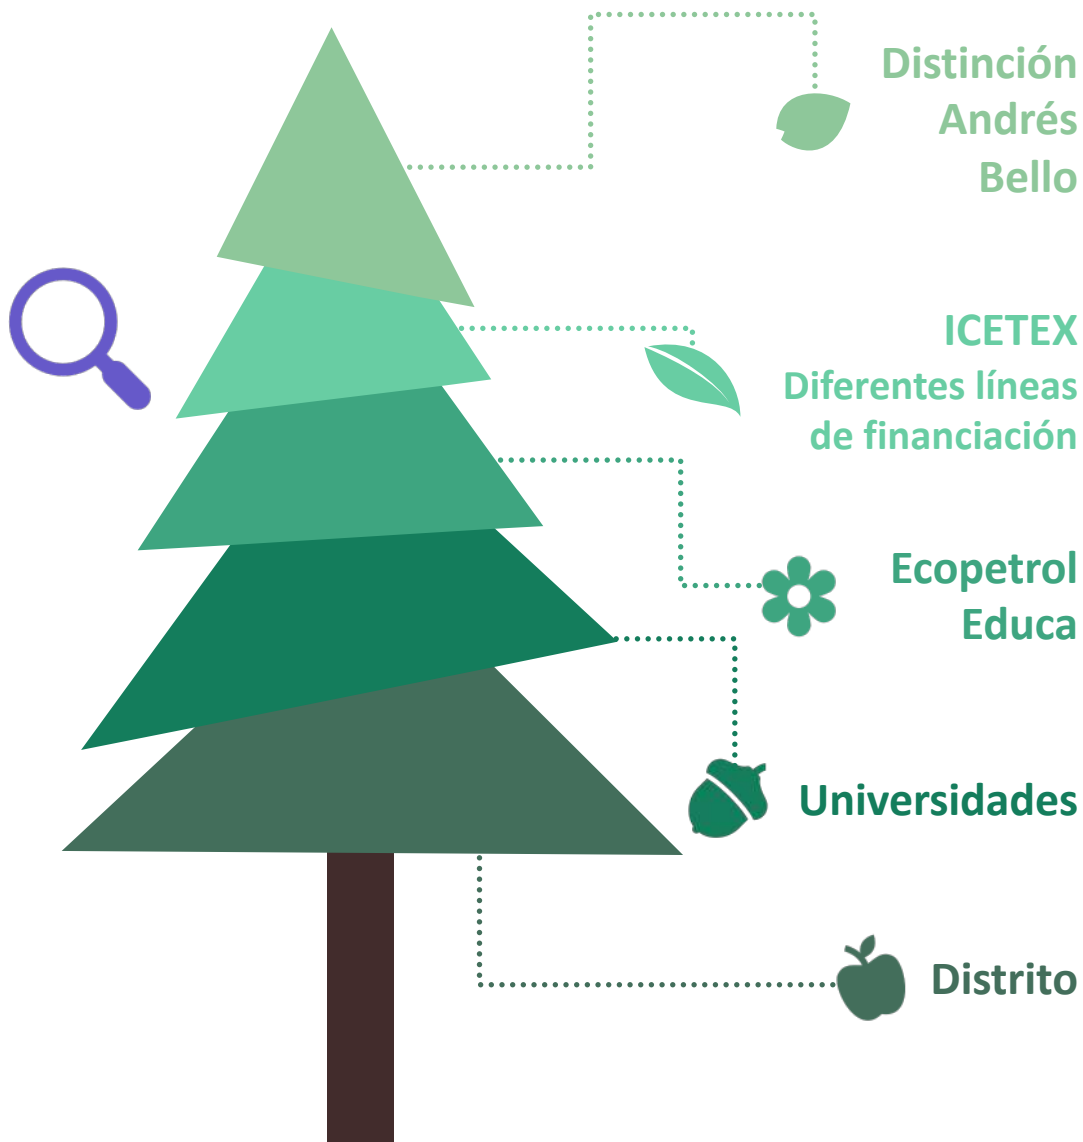 Distinción
Andrés
Bello
ICETEX
Diferentes líneas
de financiación
Ecopetrol
Educa
Universidades
Distrito